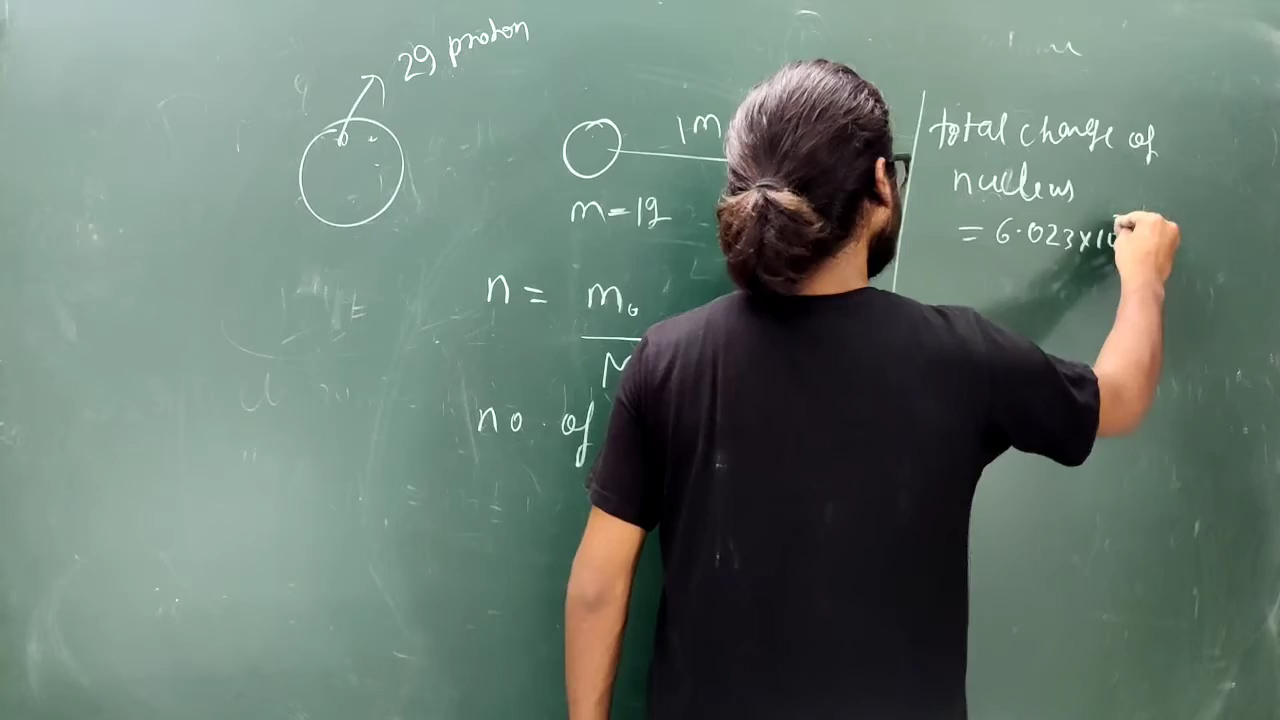 29 proton
1m
m=1g
n = m₀
M
no. of
total charge of
nucleus
= 6.023×10